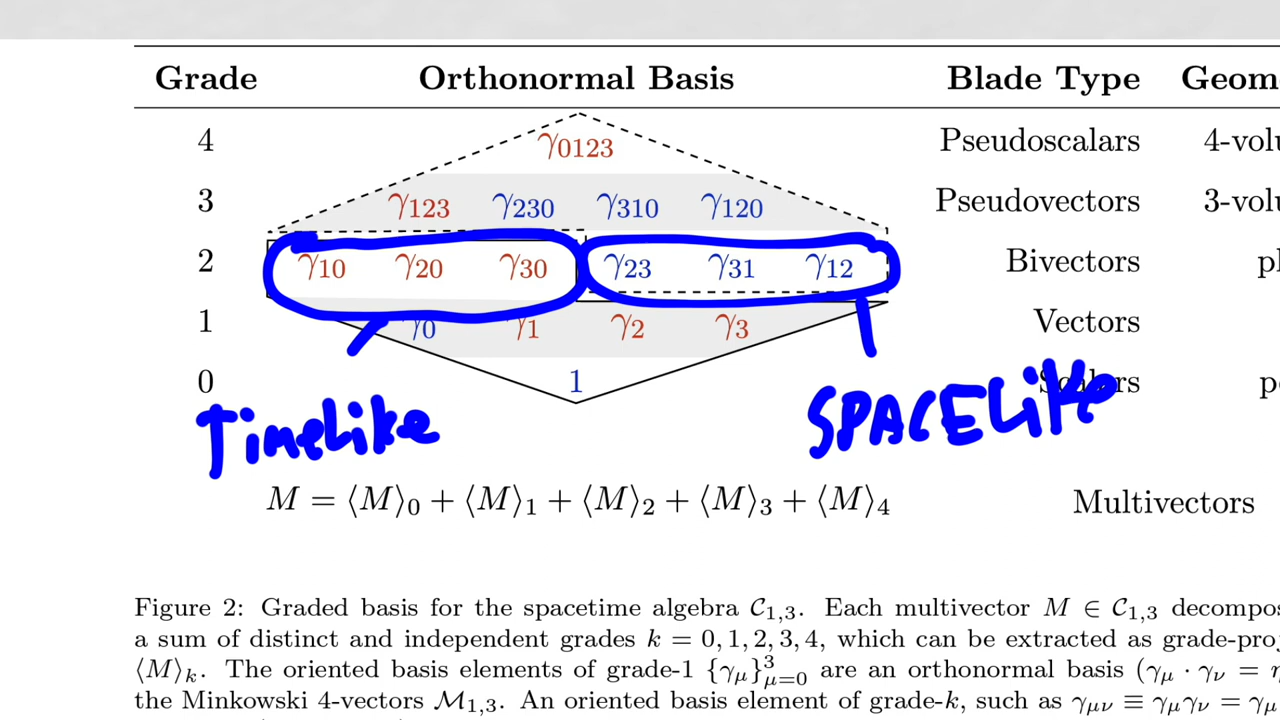 Grade Orthonormal Basis Blade Type Geom
4 γ0123 Pseudoscalars 4-volu
3 γ123 γ230 γ310 γ120 Pseudovectors 3-volu
2 γ10 γ20 γ30 γ23 γ31 γ12 Bivectors pl
1 γ0 γ1 γ2 γ3 Vectors
0 1 p
Timelike SPACELike
M = ⟨M⟩₀ + ⟨M⟩₁ + ⟨M⟩₂ + ⟨M⟩₃ + ⟨M⟩₄ Multivectors
Figure 2: Graded basis for the spacetime algebra C₁,₃. Each multivector M ∈ C₁,₃ decompos
a sum of distinct and independent grades k = 0, 1, 2, 3, 4, which can be extracted as grade-proj
⟨M⟩ₖ. The oriented basis elements of grade-1 {γμ}³μ=0 are an orthonormal basis (γμ · γν = η
the Minkowski 4-vectors M₁,₃. An oriented basis element of grade-k, such as γμν ≡ γμγν = γμ